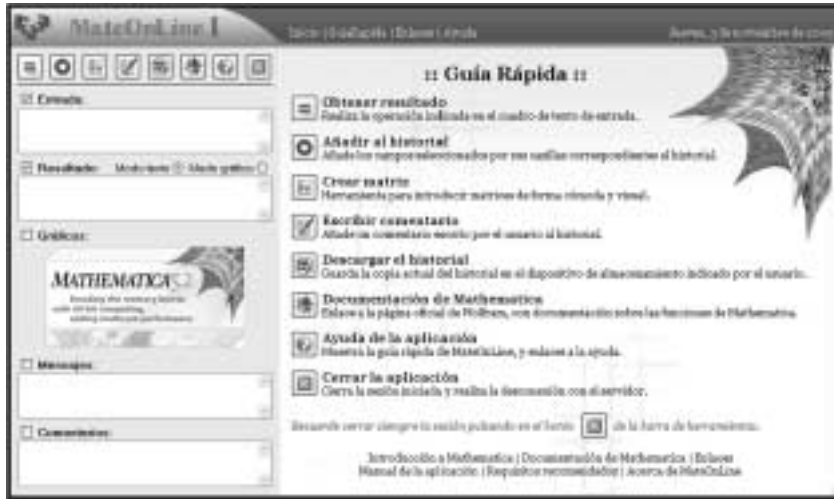 MateOnLine I
Inicio | Guía Rápida | Enlaces | Ayuda
Entrada:
Resultado: Modo texto Modo gráfico
Gráficos:
MATHEMATICA
Mensajes:
Comentarios:
:: Guía Rápida ::
Obtener resultado
Realiza la operación indicada en el cuadro de texto de entrada.
Añadir al historial
Añade los campos seleccionados por sus casillas correspondientes al historial.
Crear matriz
Herramienta para introducir matrices de forma cómoda y visual.
Escribir comentario
Añade un comentario escrito por el usuario al historial.
Descargar el historial
Guarda la copia actual del historial en el dispositivo de almacenamiento indicado por el usuario.
Documentación de Mathematica
Enlace a la página oficial de Wolfram, con documentación sobre las funciones de Mathematica.
Ayuda de la aplicación
Muestra la guía rápida de MateOnLine, y enlaces a la ayuda.
Cerrar la aplicación
Cierra la sesión iniciada y realiza la desconexión con el servidor.
Recuerde cerrar siempre la sesión pulsando en el botón de la barra de herramientas.
Introducción a Mathematica | Documentación de Mathematica | Enlaces
Manual de la aplicación | Requisitos recomendados | Acerca de MateOnLine